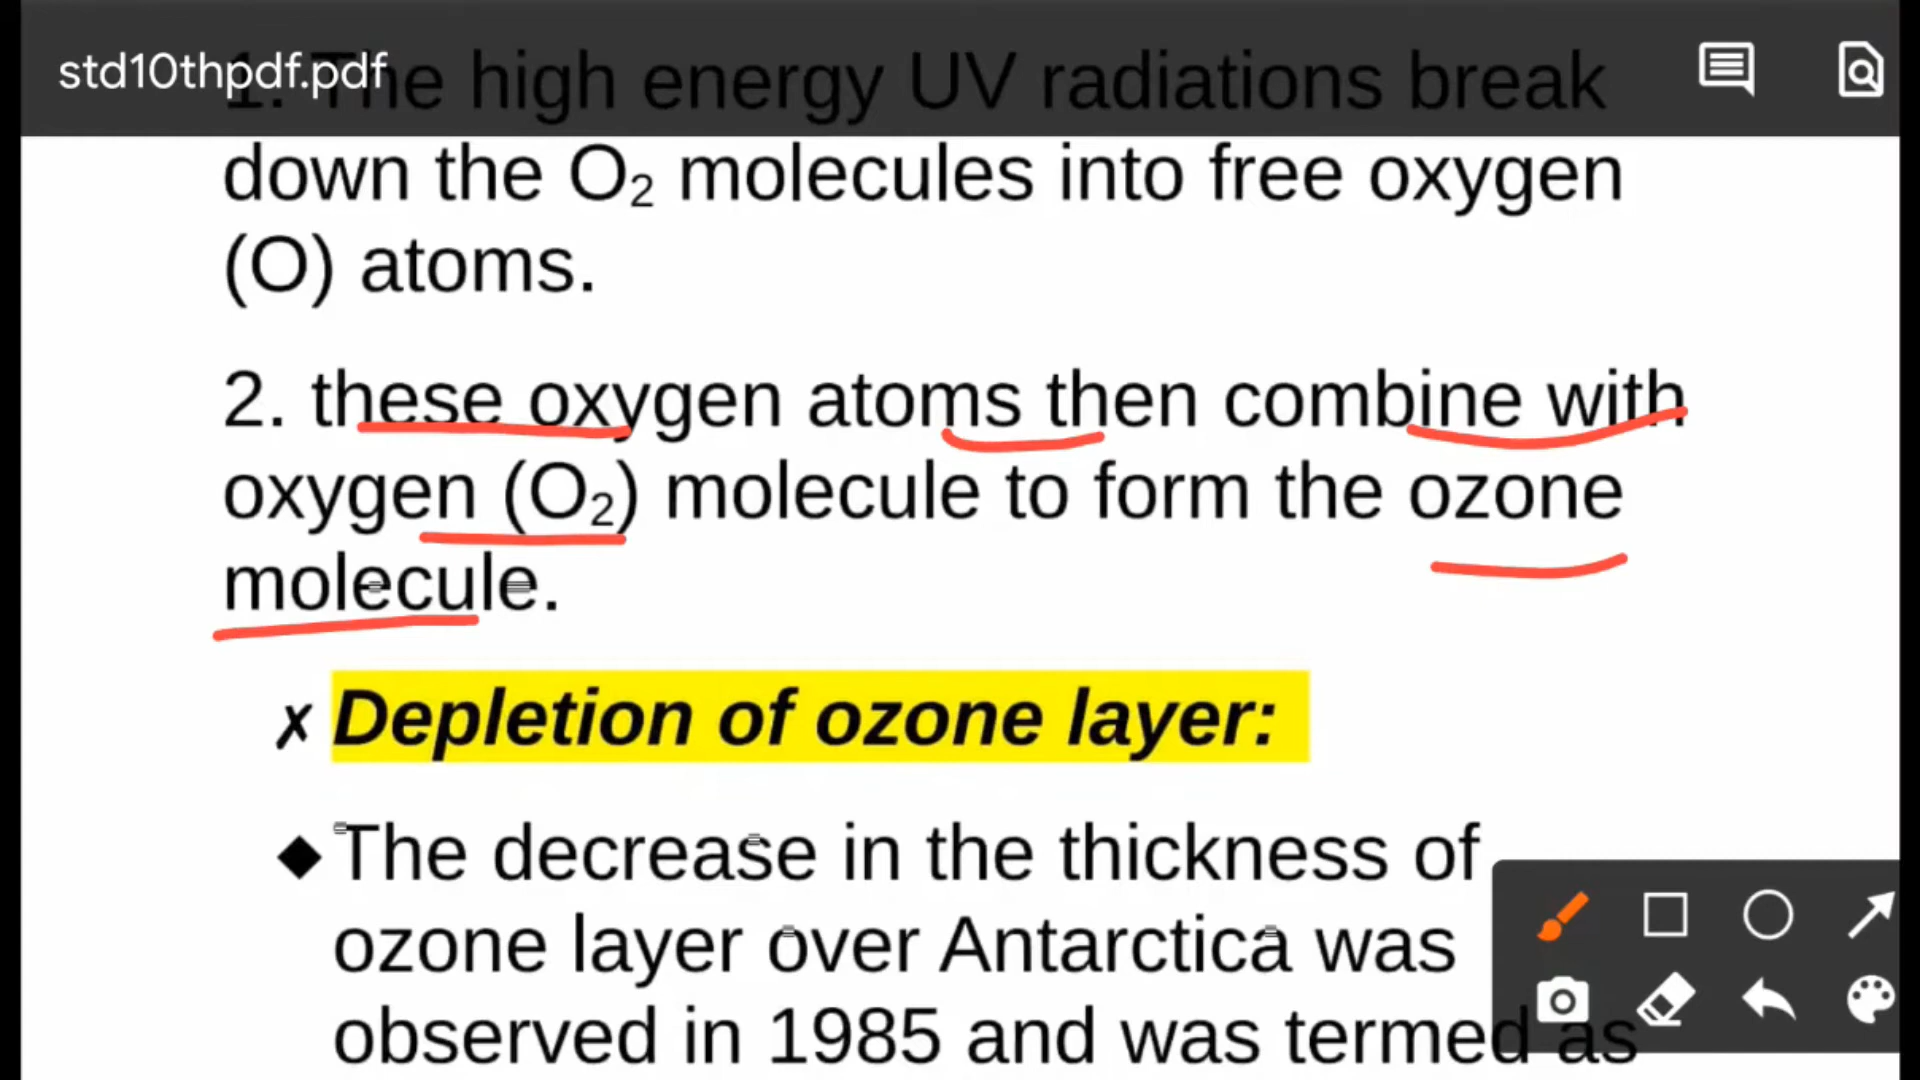 std10thpdf.pdf
1. The high energy UV radiations break
down the O₂ molecules into free oxygen
(O) atoms.
2. these oxygen atoms then combine with
oxygen (O₂) molecule to form the ozone
molecule.
✗ Depletion of ozone layer:
◆ The decrease in the thickness of
ozone layer over Antarctica was
observed in 1985 and was termed as